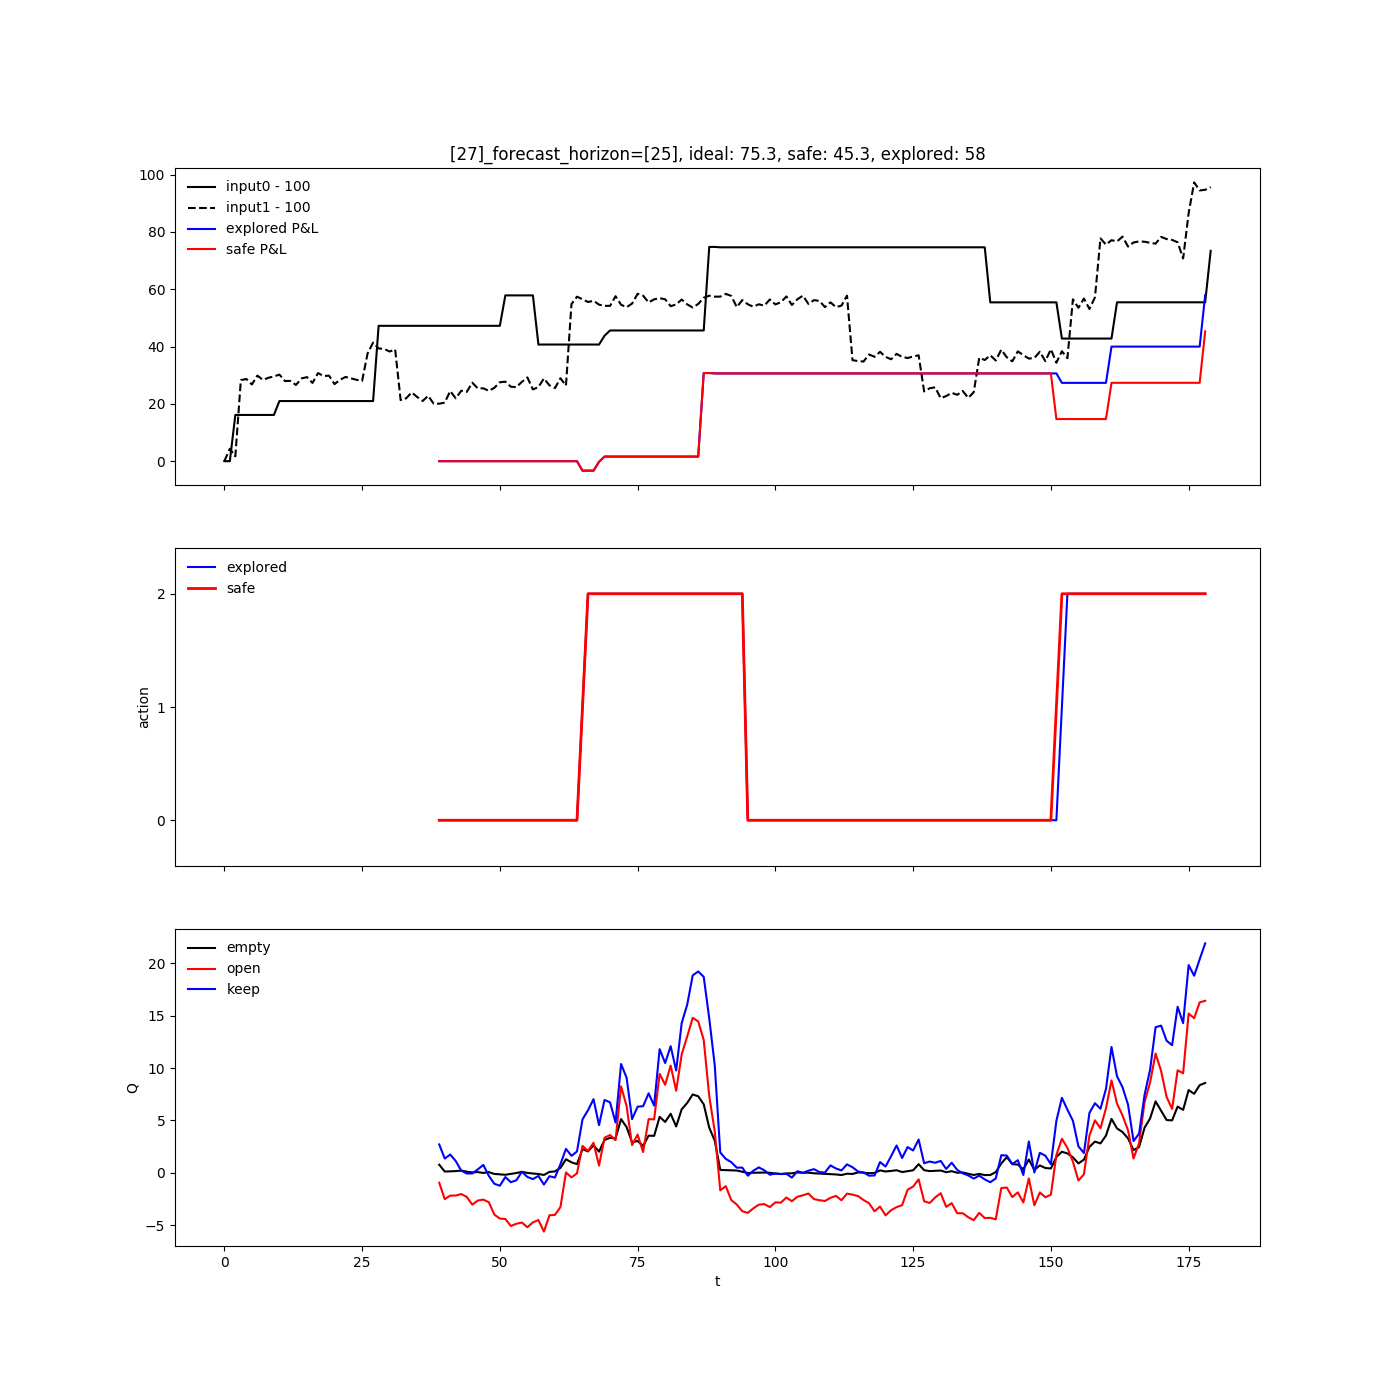 [27]_forecast_horizon=[25], ideal: 75.3, safe: 45.3, explored: 58
100
80
60
40
20
0
input0 - 100
input1 - 100
explored P&L
safe P&L
action
2
1
0
explored
safe
Q
20
15
10
5
0
−5
empty
open
keep
0 25 50 75 100 125 150 175
t